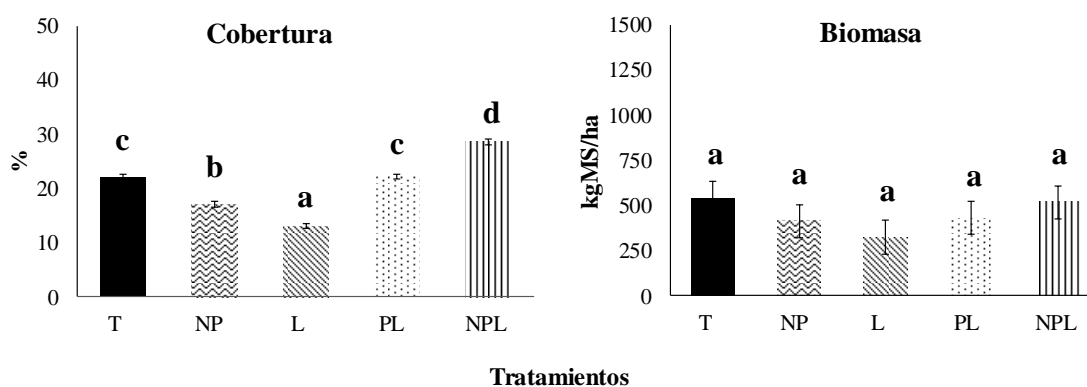 Cobertura
50
40
30
20
10
0
%
c
b
a
c
d
T NP L PL NPL
Biomasa
1500
1250
1000
750
500
250
0
kgMS/ha
a
a
a
a
a
T NP L PL NPL
Tratamientos